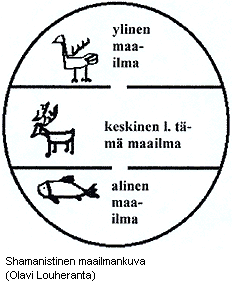 ylinen
maa-
ilma
keskinen l. tä-
mä maailma
alinen
maa-
ilma
Shamanistinen maailmankuva
(Olavi Louheranta)